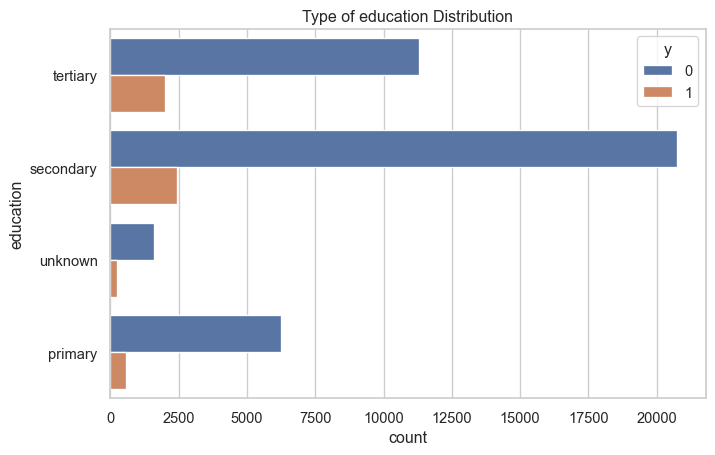 Type of education Distribution
y
0
1
tertiary
secondary
unknown
primary
education
0 2500 5000 7500 10000 12500 15000 17500 20000
count